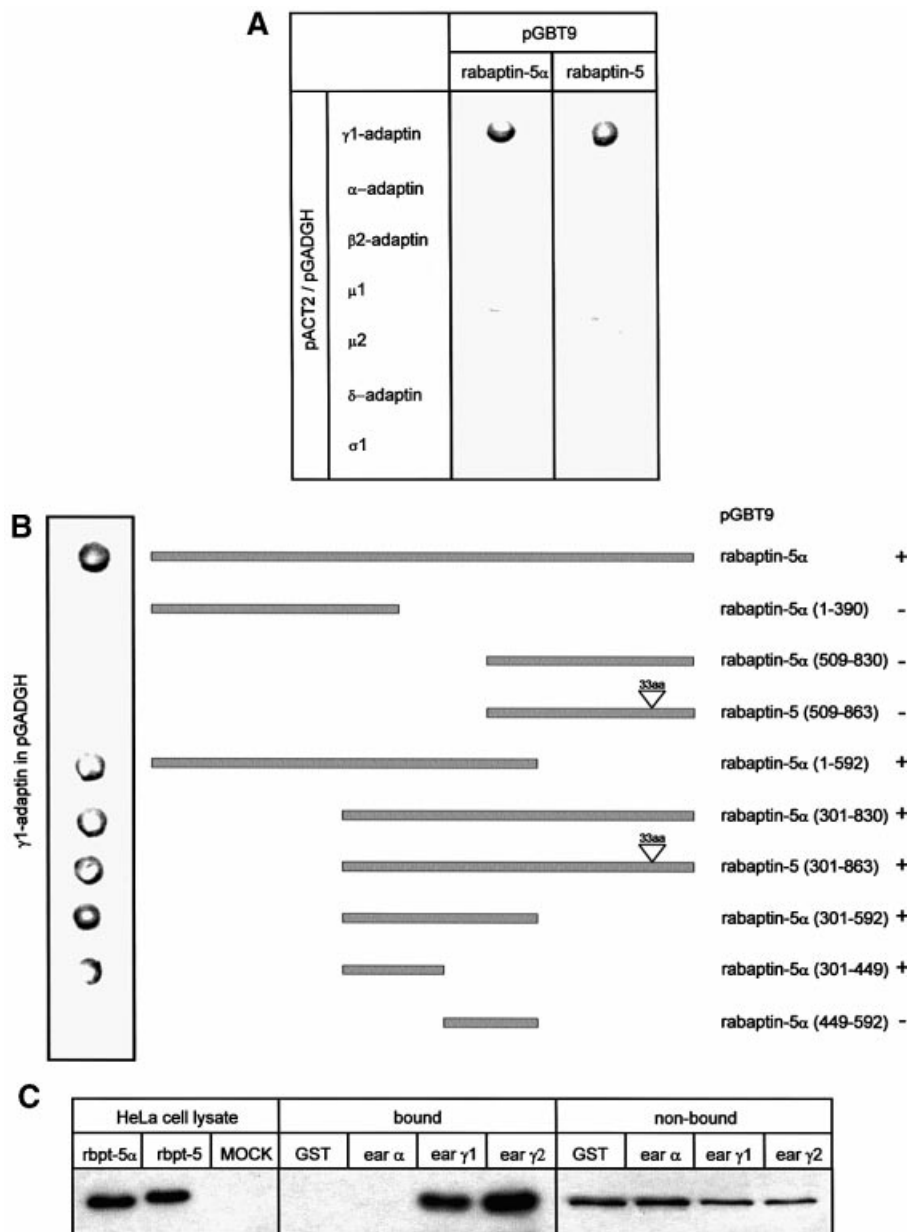 A
pGBT9
rabaptin-5α rabaptin-5
pACT2 / pGADGH
γ1-adaptin
α–adaptin
β2-adaptin
μ1
μ2
δ–adaptin
σ1
B
pGBT9
γ1-adaptin in pGADGH
rabaptin-5α +
rabaptin-5α (1-390) -
rabaptin-5α (509-830) -
33aa
rabaptin-5 (509-863) -
rabaptin-5α (1-592) +
rabaptin-5α (301-830) +
33aa
rabaptin-5 (301-863) +
rabaptin-5α (301-592) +
rabaptin-5α (301-449) +
rabaptin-5α (449-592) -
C
HeLa cell lysate bound non-bound
rbpt-5α rbpt-5 MOCK GST ear α ear γ1 ear γ2 GST ear α ear γ1 ear γ2